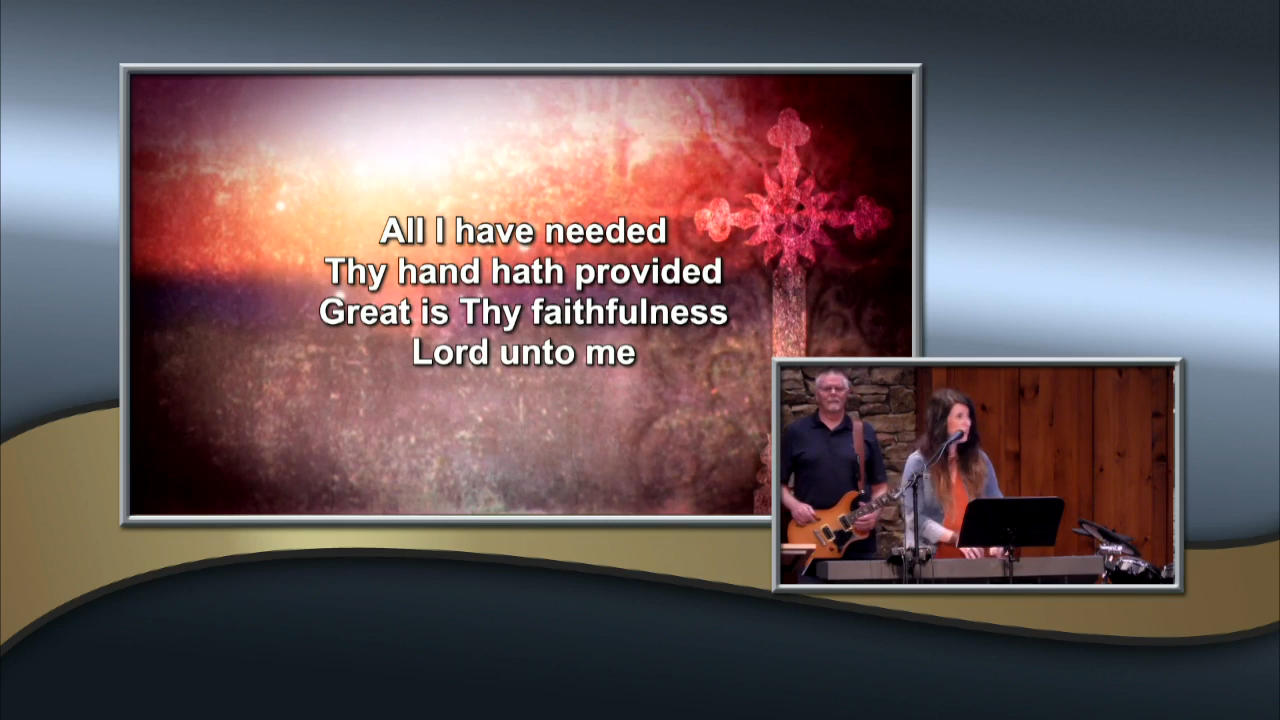 All I have needed
Thy hand hath provided
Great is Thy faithfulness
Lord unto me